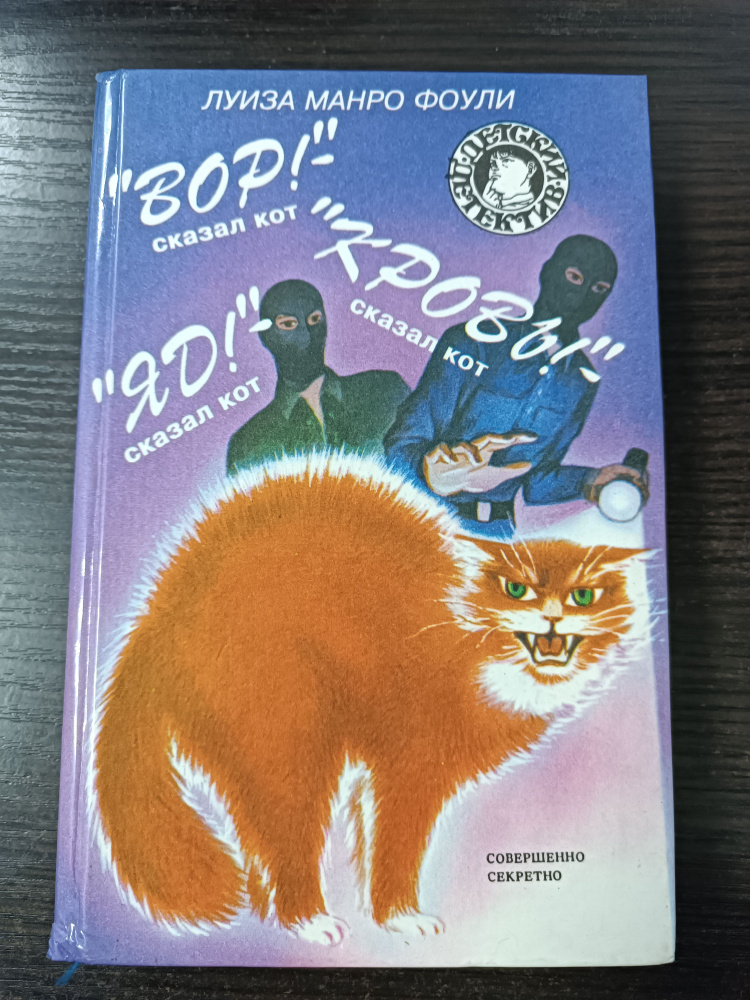 ЛУИЗА МАНРО ФОУЛИ
"ВОР!"-
сказал кот
ДЕТСКИЙ
ДЕТЕКТИВ
"КРОВЬ!"-
сказал кот
"ЯД!"-
сказал кот
СОВЕРШЕННО
СЕКРЕТНО